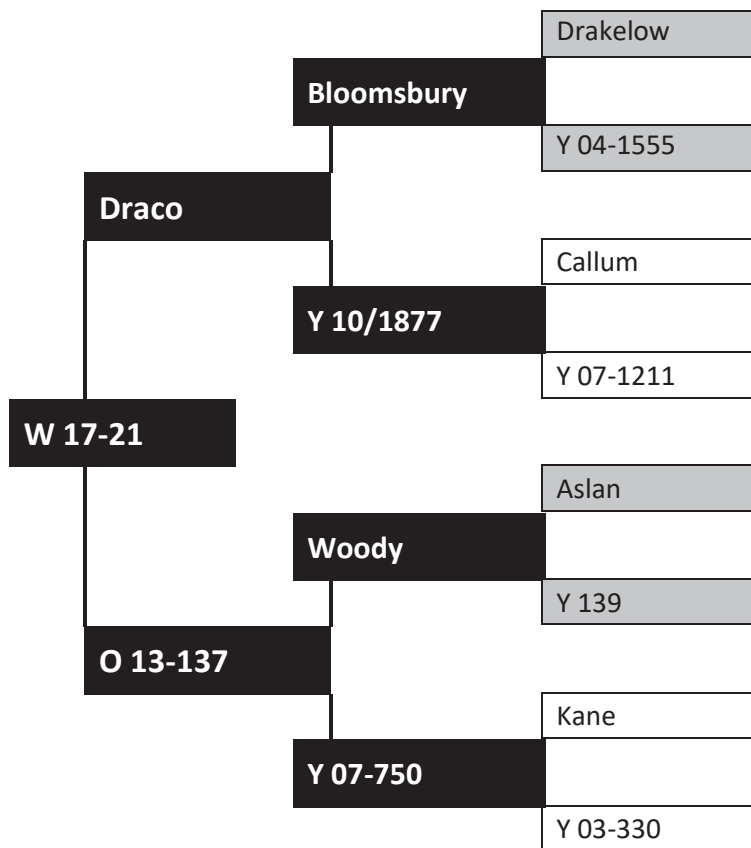 Drakelow
Bloomsbury
Y 04-1555
Draco
Callum
Y 10/1877
Y 07-1211
W 17-21
Aslan
Woody
Y 139
O 13-137
Kane
Y 07-750
Y 03-330